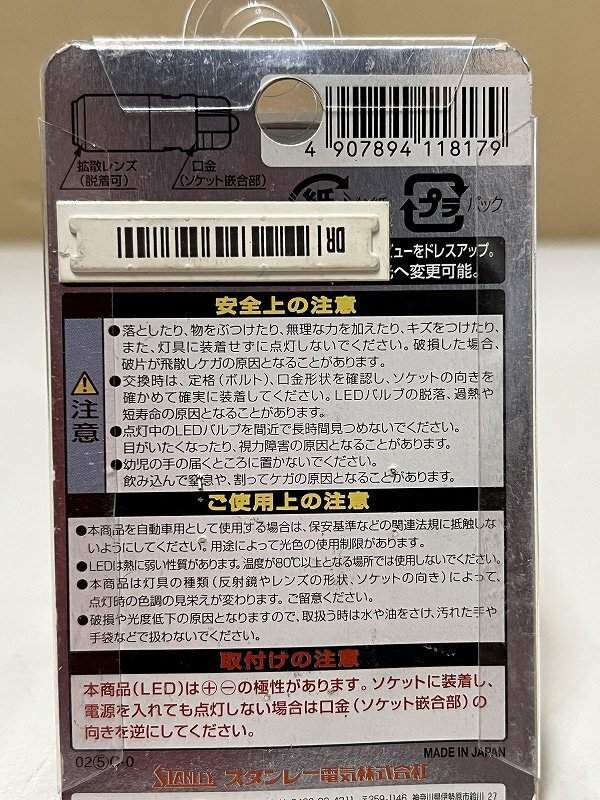 4 907894 118179
拡散レンズ
(脱着可)
口金
(ソケット嵌合部)
紙
プラ
パック
DR
ビューをドレスアップ。
へ変更可能。
安全上の注意
注意
●落としたり、物をぶつけたり、無理な力を加えたり、キズをつけたり、
また、灯具に装着せずに点灯しないでください。破損した場合、
破片が飛散しケガの原因となることがあります。
●交換時は、定格(ボルト)、口金形状を確認し、ソケットの向きを
確かめて確実に装着してください。LEDバルブの脱落、過熱や
短寿命の原因となることがあります。
●点灯中のLEDバルブを間近で長時間見つめないでください。
目がいたくなったり、視力障害の原因となることがあります。
●幼児の手の届くところに置かないでください。
飲み込んで窒息や、割ってケガの原因となることがあります。
ご使用上の注意
●本商品を自動車用として使用する場合は、保安基準などの関連法規に抵触しな
いようにしてください。用途によって光色の使用制限があります。
●LEDは熱に弱い性質があります。温度が80℃以上となる場所では使用しないでください。
●本商品は灯具の種類(反射鏡やレンズの形状、ソケットの向き)によって、
点灯時の色調の見栄えが変わります。ご留意ください。
●破損や光度低下の原因となりますので、取扱う時は水や油をさけ、汚れた手や
手袋などで扱わないでください。
取付けの注意
本商品(LED)は⊕⊖の極性があります。ソケットに装着し、
電源を入れても点灯しない場合は口金(ソケット嵌合部)の
向きを逆にしてください。
02⑤C-0
MADE IN JAPAN
STANLEY スタンレー電気株式会社
〒259-1146 神奈川県伊勢原市鈴川 27